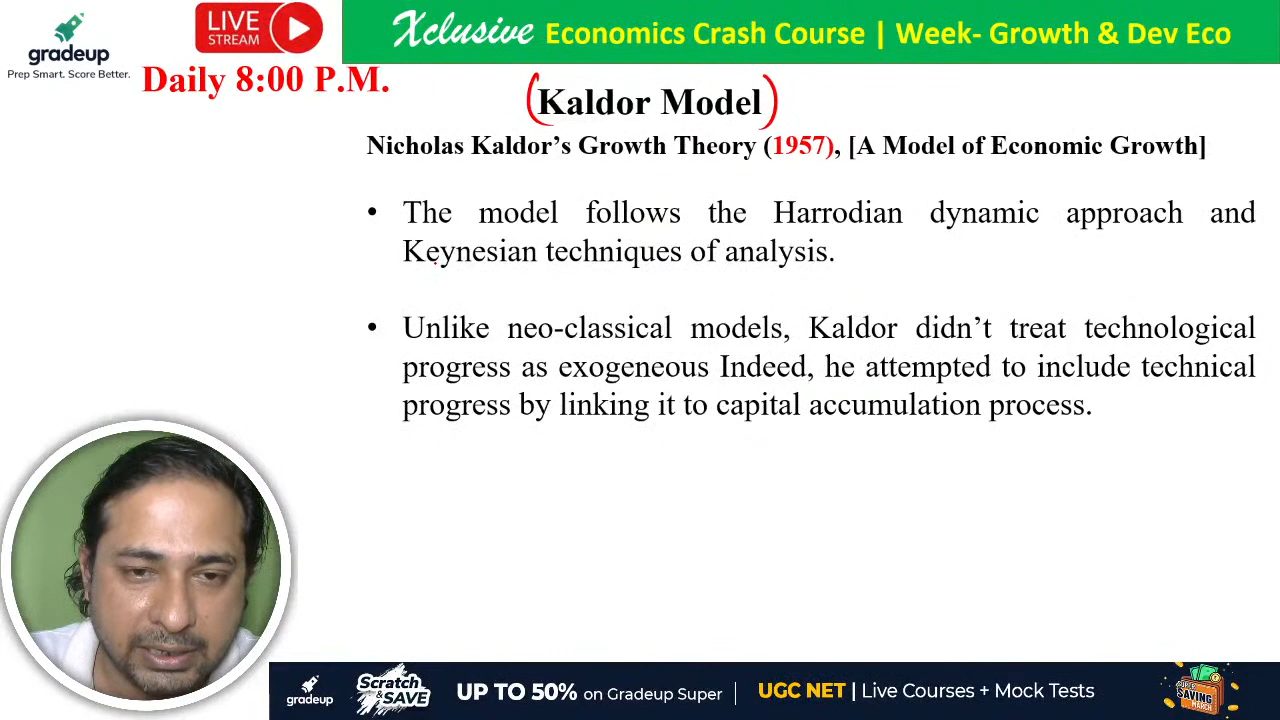 gradeup
Prep Smart. Score Better.
LIVE
STREAM
Xclusive Economics Crash Course | Week- Growth & Dev Eco
Daily 8:00 P.M.
(Kaldor Model)
Nicholas Kaldor’s Growth Theory (1957), [A Model of Economic Growth]
• The model follows the Harrodian dynamic approach and
Keynesian techniques of analysis.
• Unlike neo-classical models, Kaldor didn’t treat technological
progress as exogeneous Indeed, he attempted to include technical
progress by linking it to capital accumulation process.
gradeup
Scratch
& SAVE
UP TO 50% on Gradeup Super
UGC NET | Live Courses + Mock Tests
SUPER
SAVING
MARCH